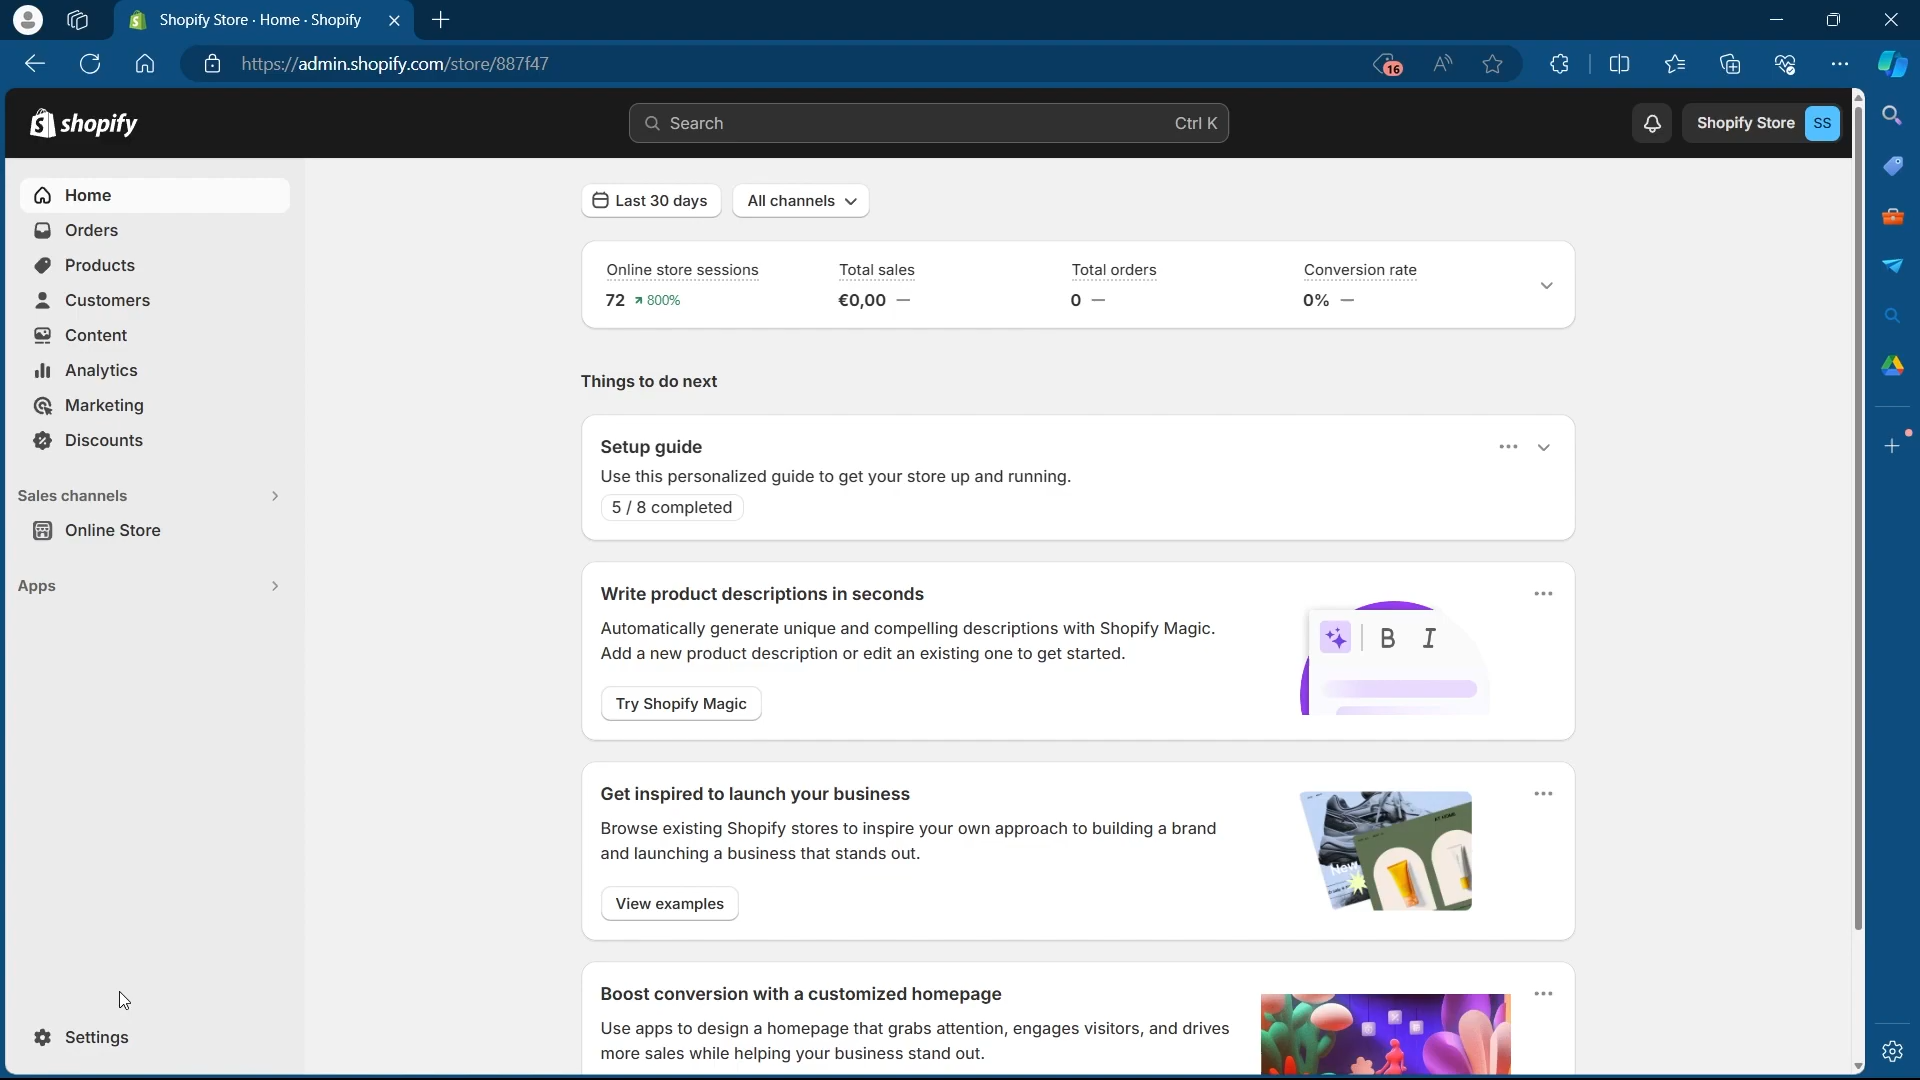 Shopify Store · Home · Shopify
https://admin.shopify.com/store/887f47
16
shopify
Search
Ctrl K
Shopify Store
SS
Home
Orders
Products
Customers
Content
Analytics
Marketing
Discounts
Sales channels
Online Store
Apps
Settings
Last 30 days
All channels
Online store sessions
72
800%
Total sales
€0,00 —
Total orders
0 —
Conversion rate
0% —
Things to do next
Setup guide
Use this personalized guide to get your store up and running.
5 / 8 completed
Write product descriptions in seconds
Automatically generate unique and compelling descriptions with Shopify Magic.
Add a new product description or edit an existing one to get started.
Try Shopify Magic
B I
Get inspired to launch your business
Browse existing Shopify stores to inspire your own approach to building a brand
and launching a business that stands out.
View examples
New
Boost conversion with a customized homepage
Use apps to design a homepage that grabs attention, engages visitors, and drives
more sales while helping your business stand out.